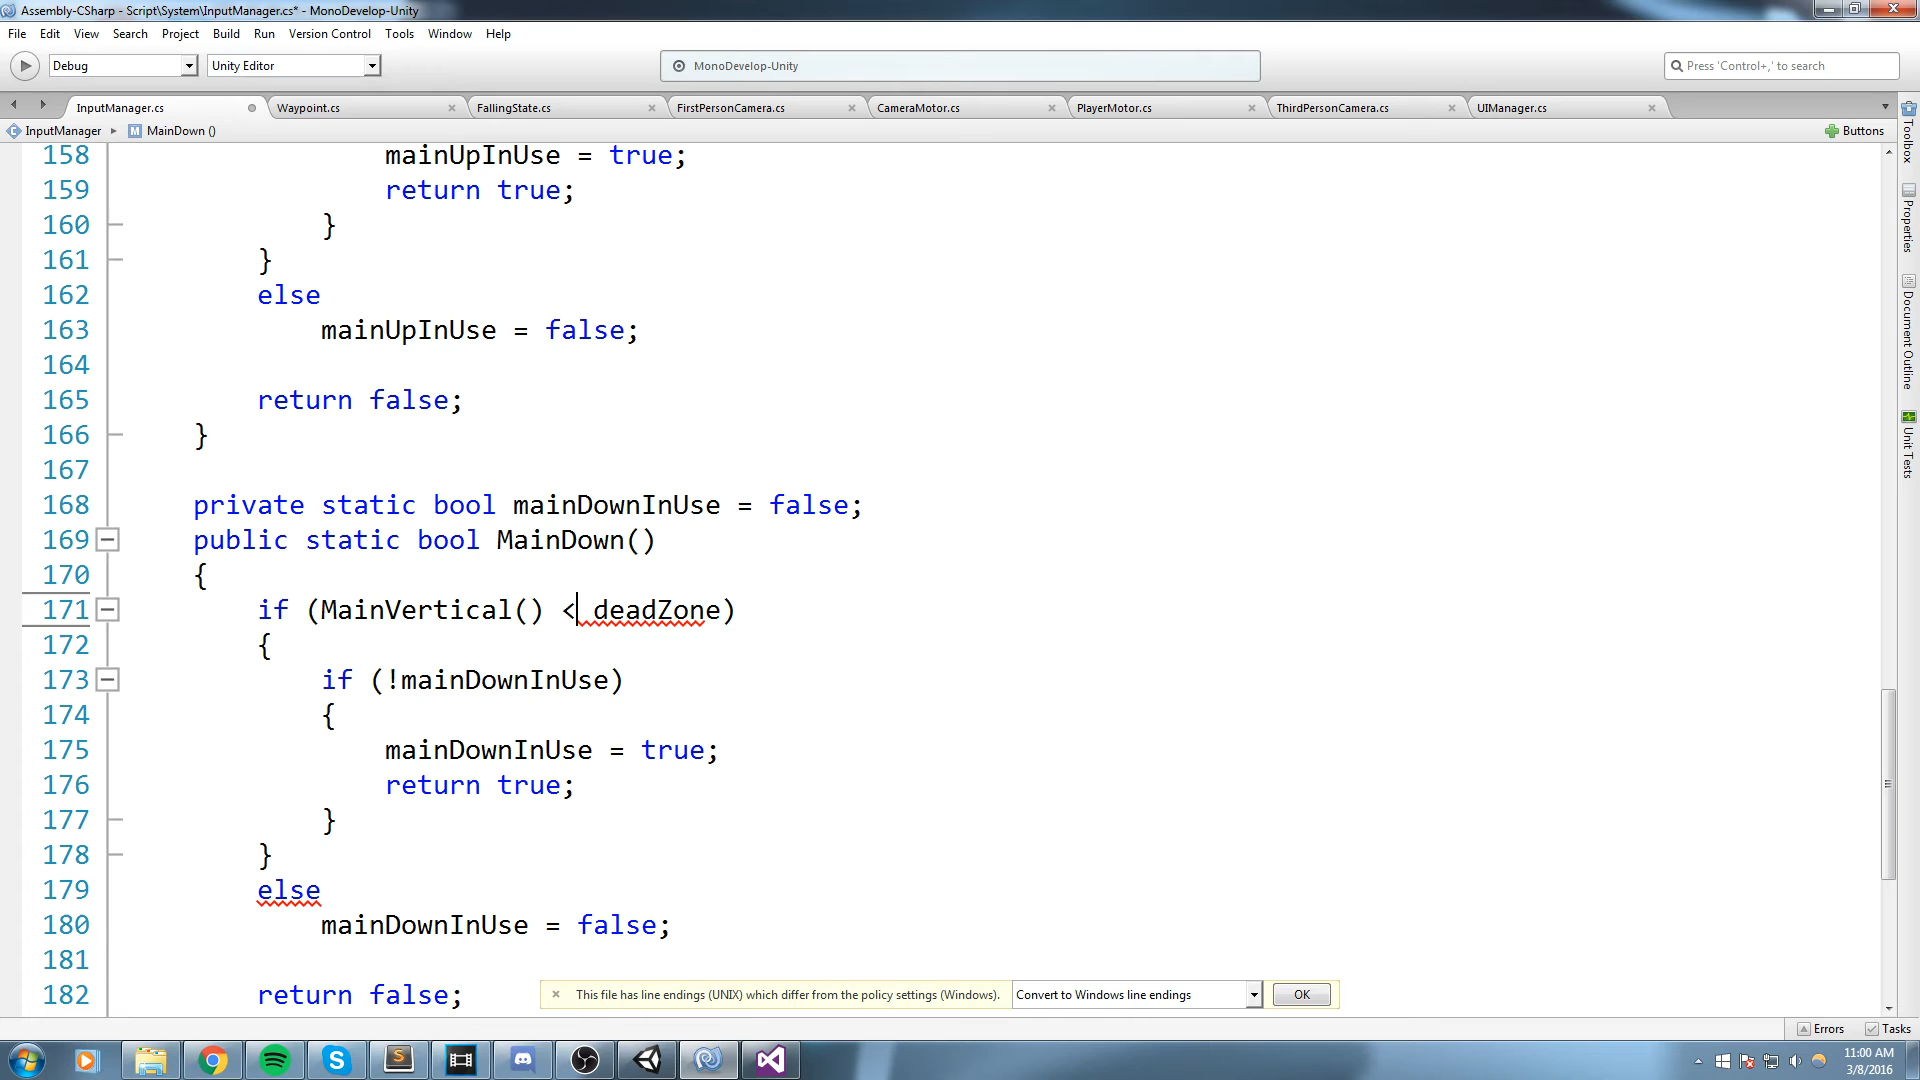 Assembly-CSharp - Script\System\InputManager.cs* - MonoDevelop-Unity
File Edit View Search Project Build Run Version Control Tools Window Help
Debug Unity Editor MonoDevelop-Unity Press 'Control+,' to search
InputManager.cs Waypoint.cs FallingState.cs FirstPersonCamera.cs CameraMotor.cs PlayerMotor.cs ThirdPersonCamera.cs UIManager.cs
InputManager MainDown () Buttons
158 mainUpInUse = true;
159 return true;
160 }
161 }
162 else
163 mainUpInUse = false;
164
165 return false;
166 }
167
168 private static bool mainDownInUse = false;
169 public static bool MainDown()
170 {
171 if (MainVertical() < deadZone)
172 {
173 if (!mainDownInUse)
174 {
175 mainDownInUse = true;
176 return true;
177 }
178 }
179 else
180 mainDownInUse = false;
181
182 return false;
This file has line endings (UNIX) which differ from the policy settings (Windows). Convert to Windows line endings OK
Toolbox
Properties
Document Outline
Unit Tests
Errors Tasks
11:00 AM
3/8/2016